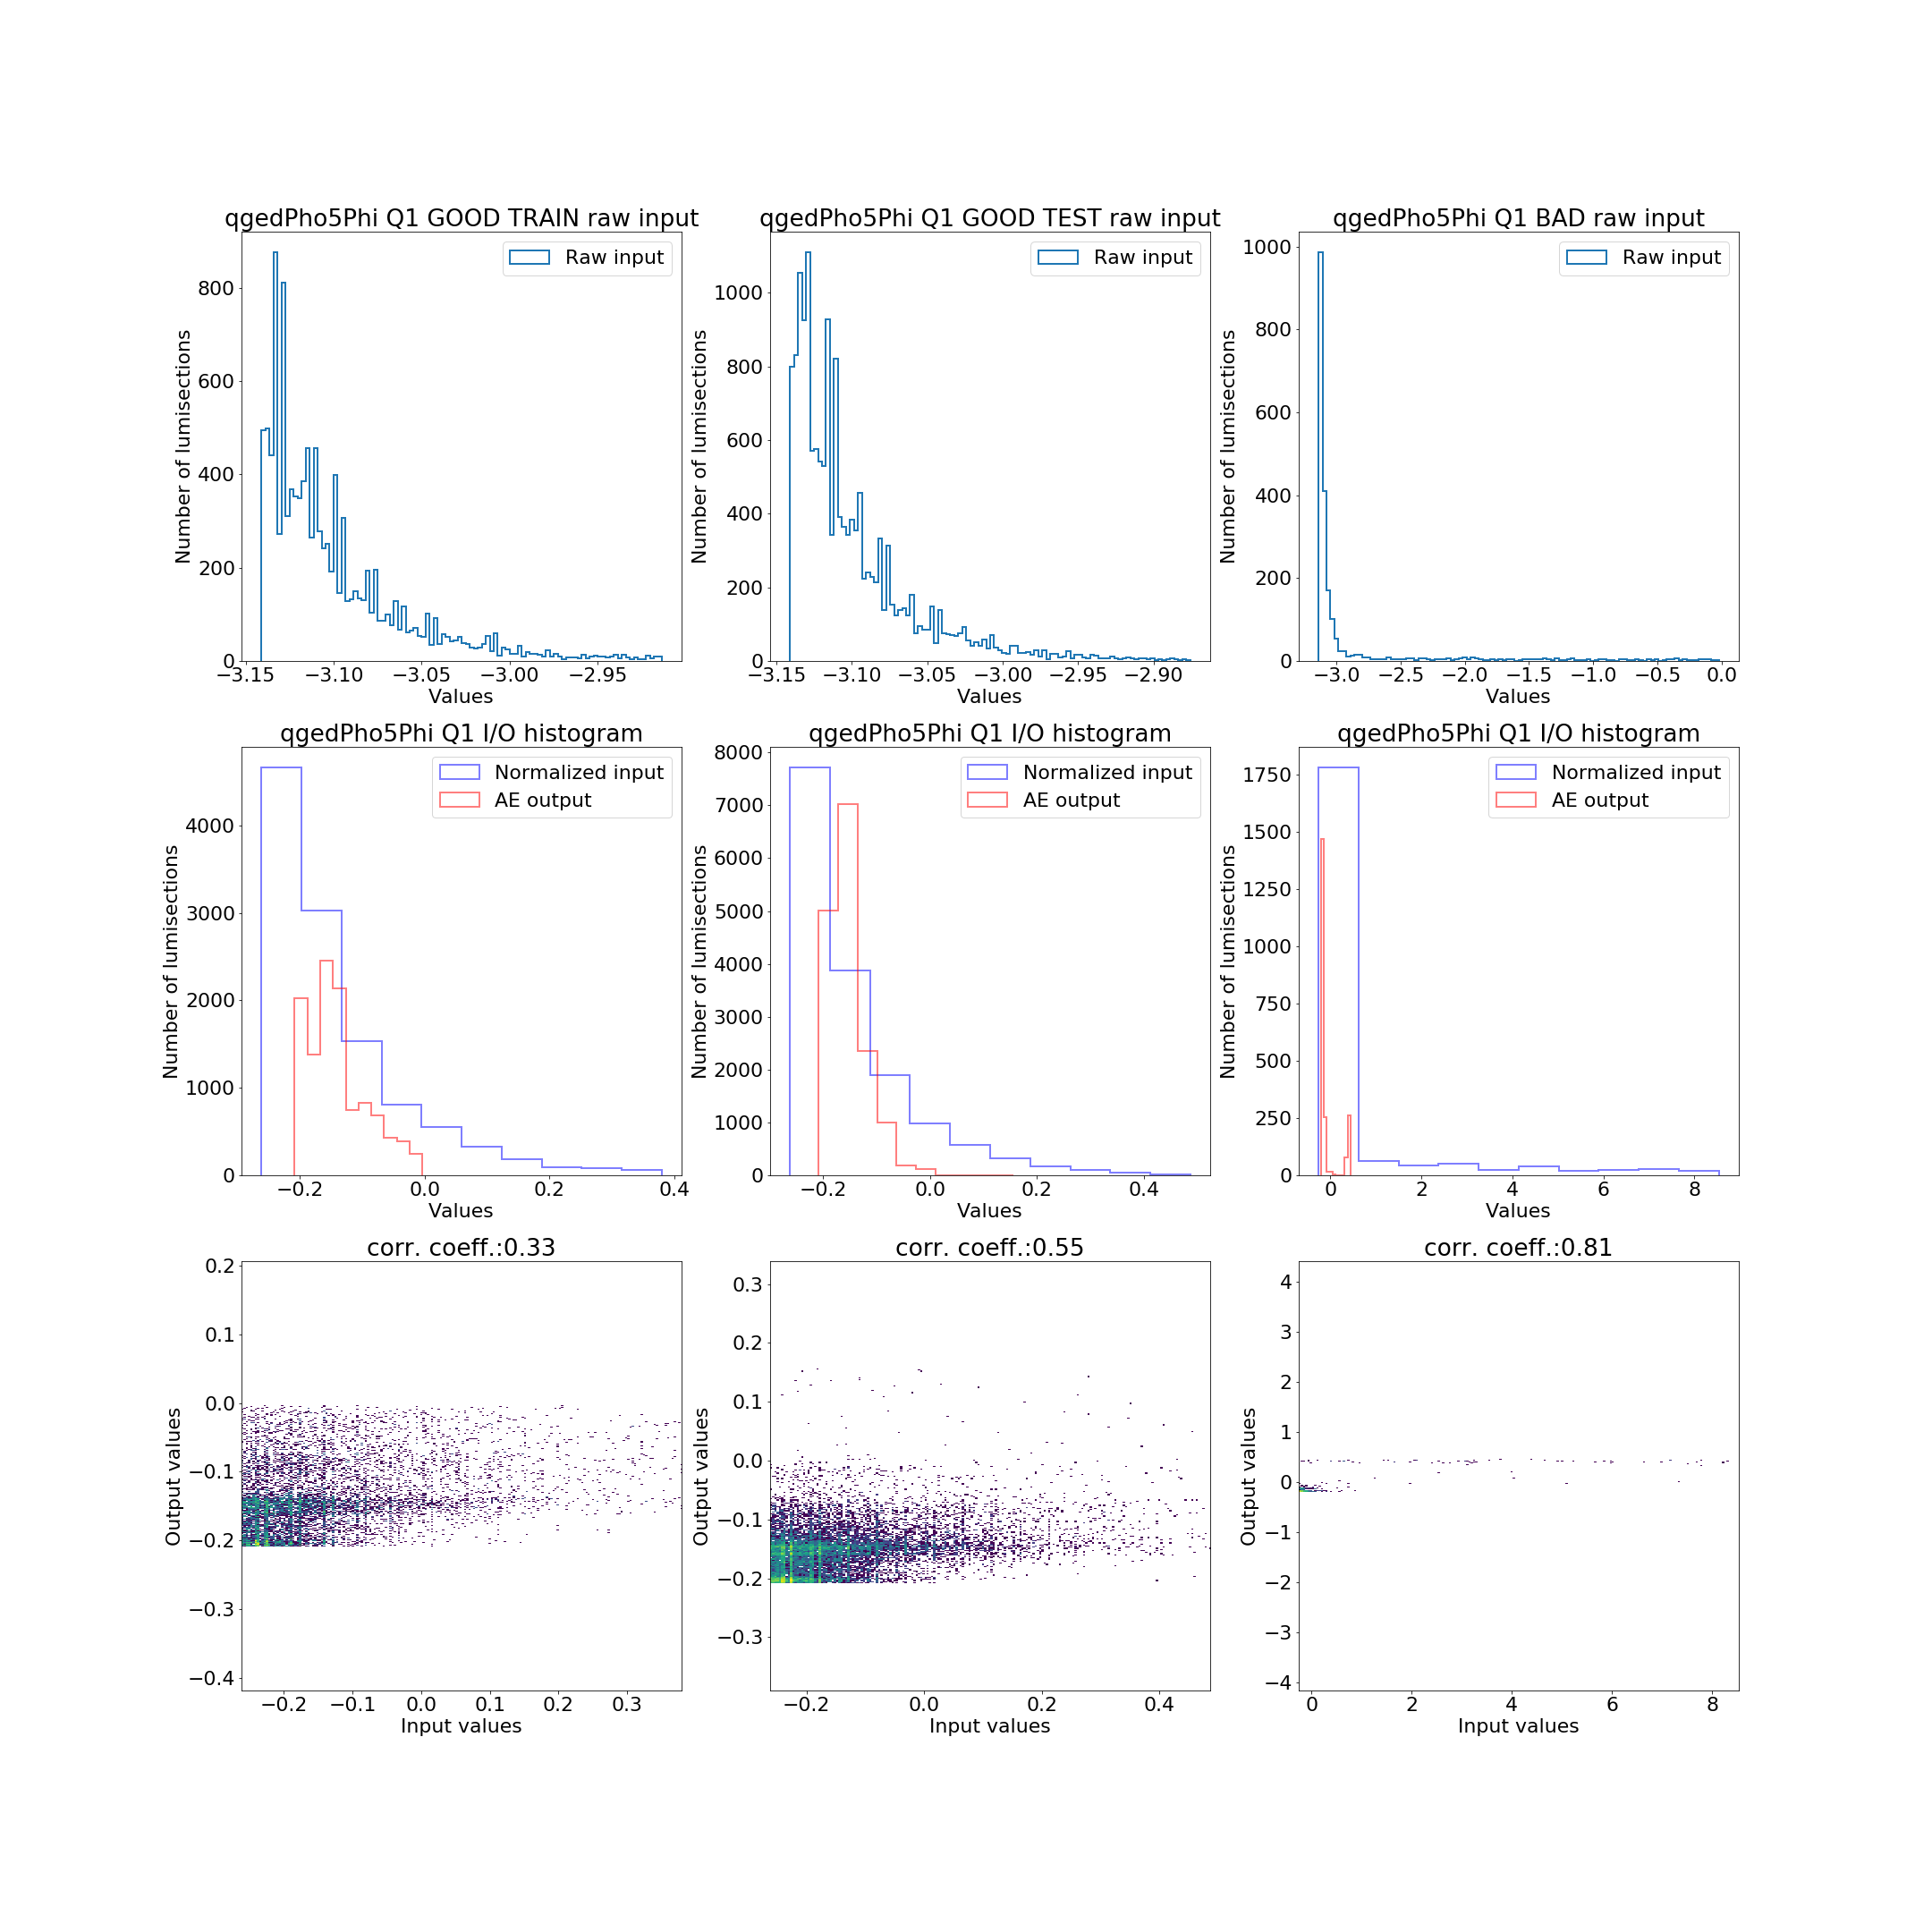 qgedPho5Phi Q1 GOOD TRAIN raw input
Raw input
Number of lumisections
800
600
400
200
0
−3.15 −3.10 −3.05 −3.00 −2.95
Values
qgedPho5Phi Q1 GOOD TEST raw input
Raw input
Number of lumisections
1000
800
600
400
200
0
−3.15 −3.10 −3.05 −3.00 −2.95 −2.90
Values
qgedPho5Phi Q1 BAD raw input
Raw input
Number of lumisections
1000
800
600
400
200
0
−3.0 −2.5 −2.0 −1.5 −1.0 −0.5 0.0
Values
qgedPho5Phi Q1 I/O histogram
Normalized input
AE output
Number of lumisections
4000
3000
2000
1000
0
−0.2 0.0 0.2 0.4
Values
qgedPho5Phi Q1 I/O histogram
Normalized input
AE output
Number of lumisections
8000
7000
6000
5000
4000
3000
2000
1000
0
−0.2 0.0 0.2 0.4
Values
qgedPho5Phi Q1 I/O histogram
Normalized input
AE output
Number of lumisections
1750
1500
1250
1000
750
500
250
0
0 2 4 6 8
Values
corr. coeff.:0.33
Output values
0.2
0.1
0.0
−0.1
−0.2
−0.3
−0.4
−0.2 −0.1 0.0 0.1 0.2 0.3
Input values
corr. coeff.:0.55
Output values
0.3
0.2
0.1
0.0
−0.1
−0.2
−0.3
−0.2 0.0 0.2 0.4
Input values
corr. coeff.:0.81
Output values
4
3
2
1
0
−1
−2
−3
−4
0 2 4 6 8
Input values